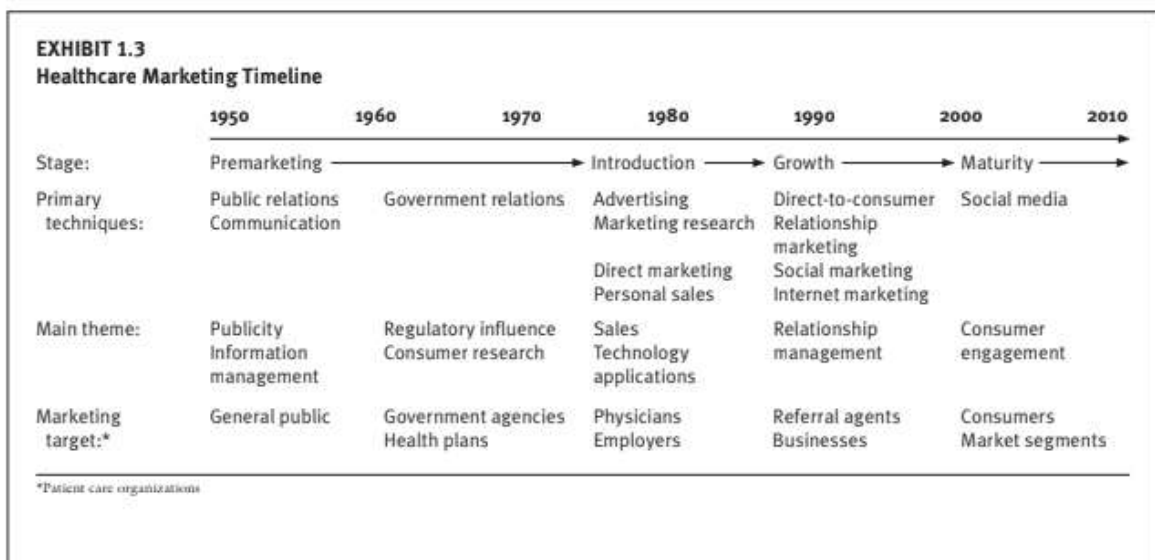 EXHIBIT 1.3
Healthcare Marketing Timeline
1950 1960 1970 1980 1990 2000 2010
Stage: Premarketing Introduction Growth Maturity
Primary Public relations Government relations Advertising Direct-to-consumer Social media
techniques: Communication Marketing research Relationship
marketing
Direct marketing Social marketing
Personal sales Internet marketing
Main theme: Publicity Regulatory influence Sales Relationship Consumer
Information Consumer research Technology management engagement
management applications
Marketing General public Government agencies Physicians Referral agents Consumers
target:* Health plans Employers Businesses Market segments
*Patient care organizations